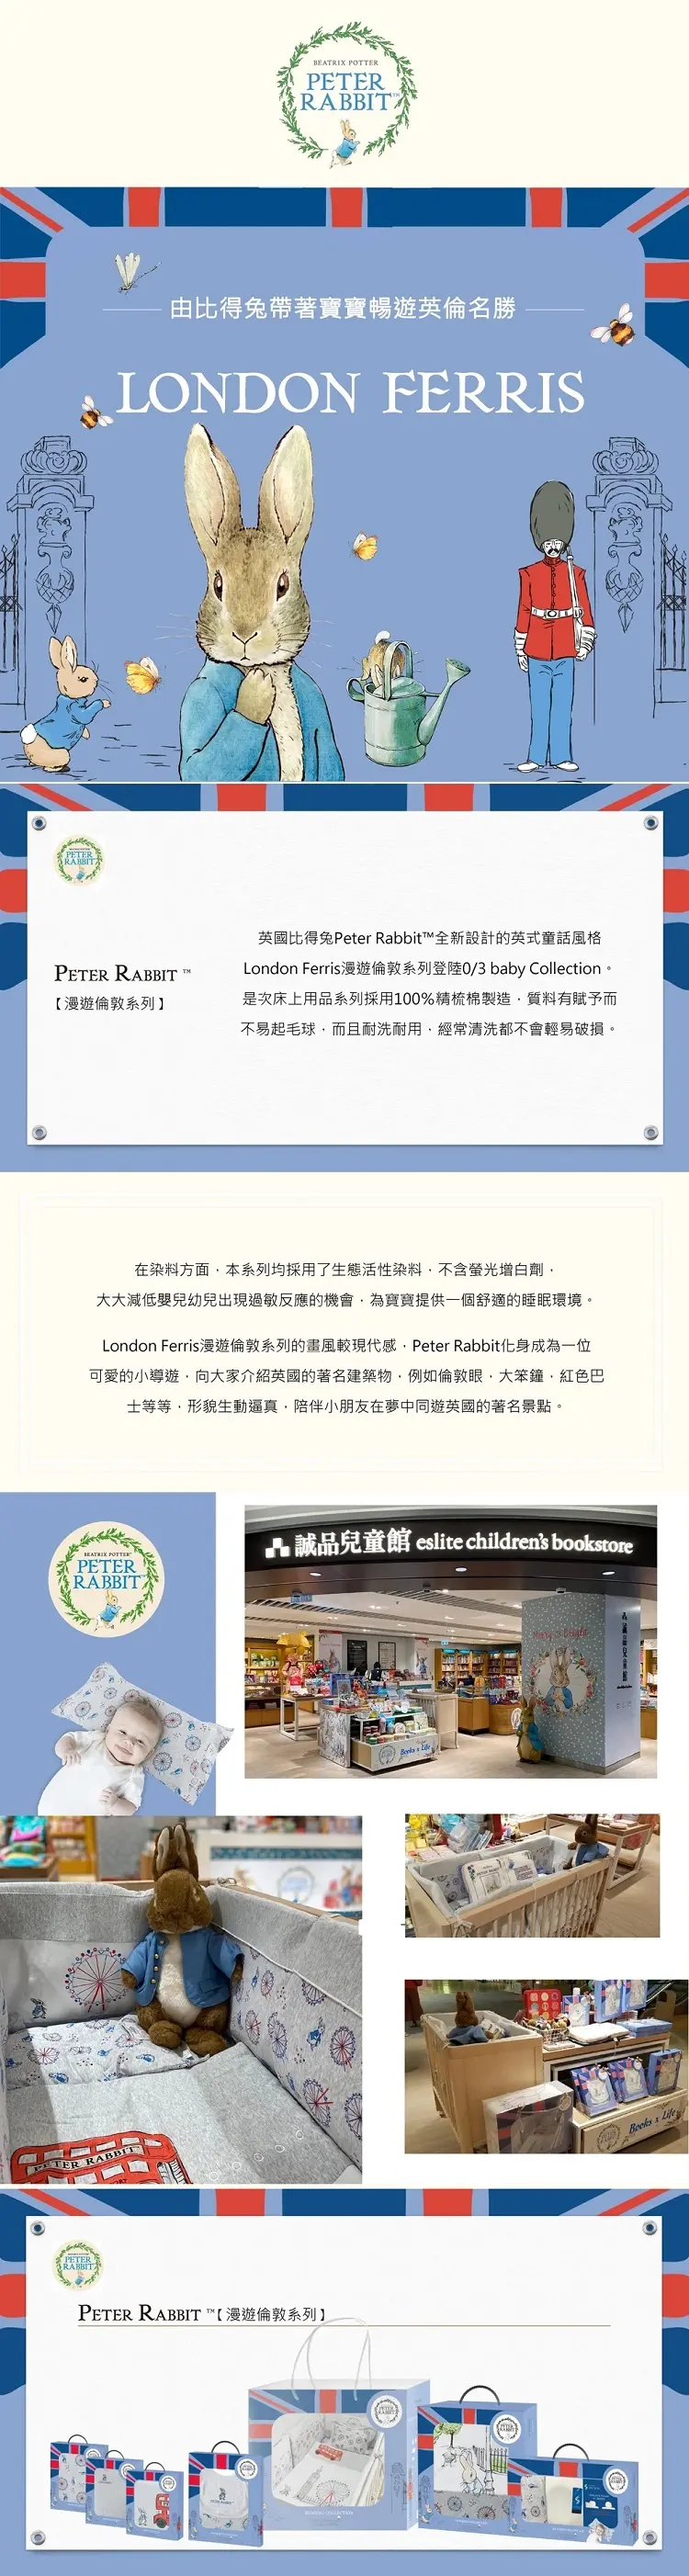 BEATRIX POTTER
PETER
RABBIT™
由比得兔帶著寶寶暢遊英倫名勝
LONDON FERRIS
PETER
RABBIT
PETER RABBIT ™
【漫遊倫敦系列】
英國比得兔Peter Rabbit™全新設計的英式童話風格
London Ferris漫遊倫敦系列登陸0/3 baby Collection。
是次床上用品系列採用100%精梳棉製造，質料有賦予而
不易起毛球，而且耐洗耐用，經常清洗都不會輕易破損。
在染料方面，本系列均採用了生態活性染料，不含螢光增白劑，
大大減低嬰兒幼兒出現過敏反應的機會，為寶寶提供一個舒適的睡眠環境。
London Ferris漫遊倫敦系列的畫風較現代感，Peter Rabbit化身成為一位
可愛的小導遊，向大家介紹英國的著名建築物，例如倫敦眼，大笨鐘，紅色巴
士等等，形貌生動逼真，陪伴小朋友在夢中同遊英國的著名景點。
BEATRIX POTTER™
PETER
RABBIT
誠品兒童館 eslite children's bookstore
誠品兒童館
Books x Life
PETER RABBIT
Books x Life
PETER
RABBIT
PETER RABBIT ™【漫遊倫敦系列】